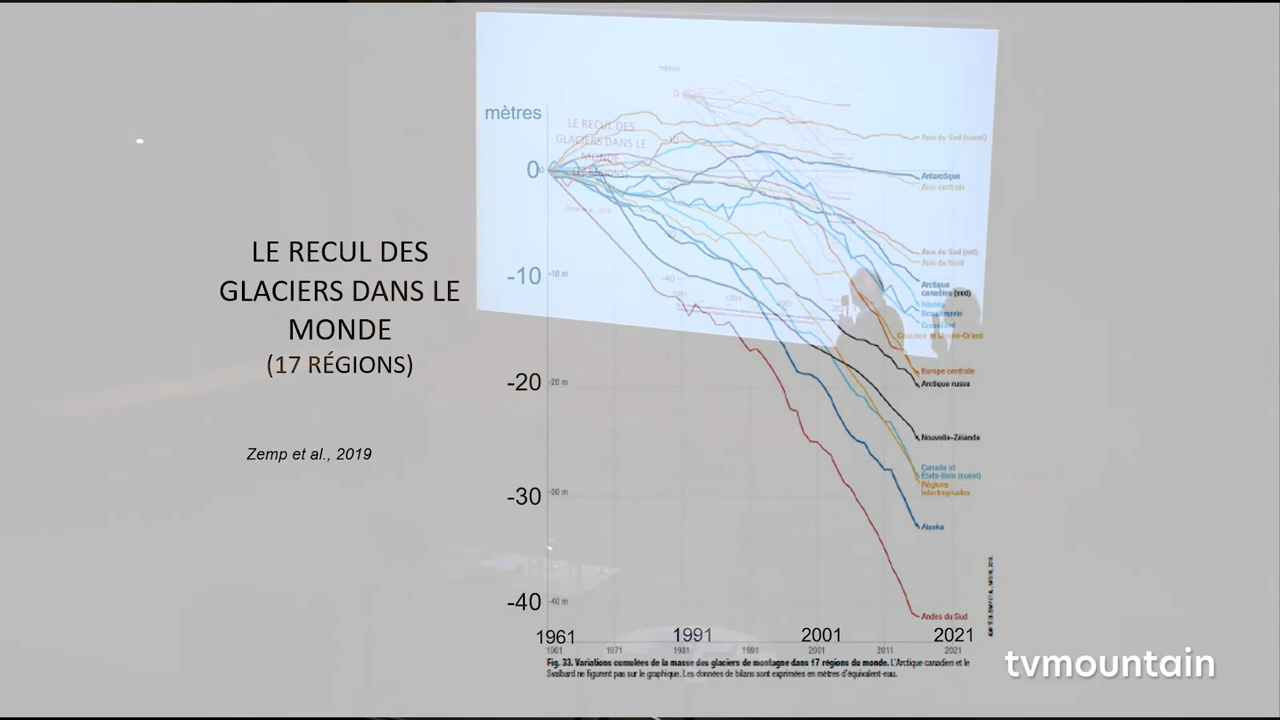 LE RECUL DES
GLACIERS DANS LE
MONDE
(17 RÉGIONS)
Zemp et al., 2019
mètres
0
-10
-20
-30
-40
-10 m
-20 m
-30 m
-40 m
1961
1991
2001
2021
1961
1971
1981
1991
2001
2011
2021
Asie du Sud (ouest)
Antarctique
Asie centrale
Asie du Sud (est)
Asie du Nord
Arctique
canadien (sud)
Islande
Scandinavie
Groenland
Caucase et Moyen-Orient
Europe centrale
Arctique russe
Nouvelle-Zélande
Canada et
États-Unis (ouest)
Régions
intertropicales
Alaska
Andes du Sud
LE RECUL DES
GLACIERS DANS LE
MONDE
(17 RÉGIONS)
mètres
0
Fig. 33. Variations cumulées de la masse des glaciers de montagne dans 17 régions du monde. L'Arctique canadien et le
Svalbard ne figurent pas sur le graphique. Les données de bilans sont exprimées en mètres d'équivalent-eau.
tvmountain